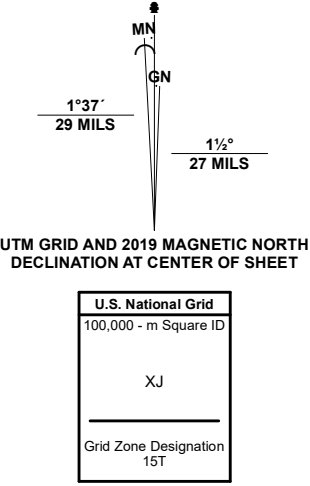 MN
GN
1°37´
29 MILS
1½°
27 MILS
UTM GRID AND 2019 MAGNETIC NORTH
DECLINATION AT CENTER OF SHEET
U.S. National Grid
100,000 - m Square ID
XJ
Grid Zone Designation
15T